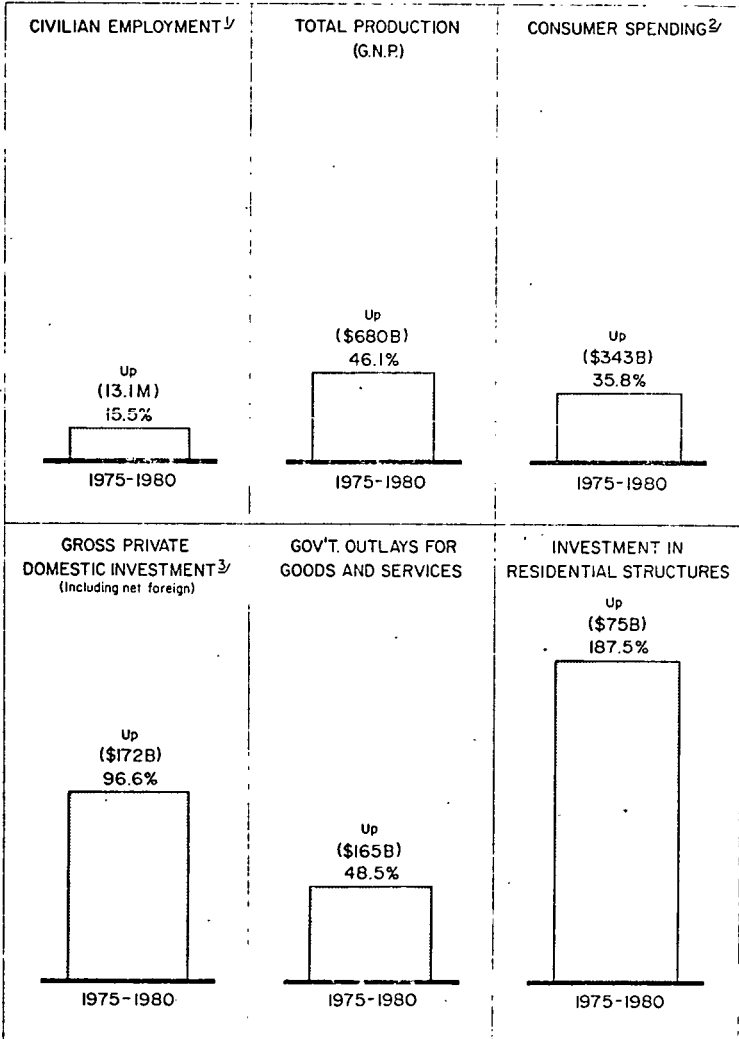 CIVILIAN EMPLOYMENT 1/
Up
(13.1M)
15.5%
1975-1980
TOTAL PRODUCTION
(G.N.P.)
Up
($680B)
46.1%
1975-1980
CONSUMER SPENDING 2/
Up
($343B)
35.8%
1975-1980
GROSS PRIVATE
DOMESTIC INVESTMENT 3/
(Including net foreign)
Up
($172B)
96.6%
1975-1980
GOV'T. OUTLAYS FOR
GOODS AND SERVICES
Up
($165B)
48.5%
1975-1980
INVESTMENT IN
RESIDENTIAL STRUCTURES
Up
($75B)
187.5%
1975-1980